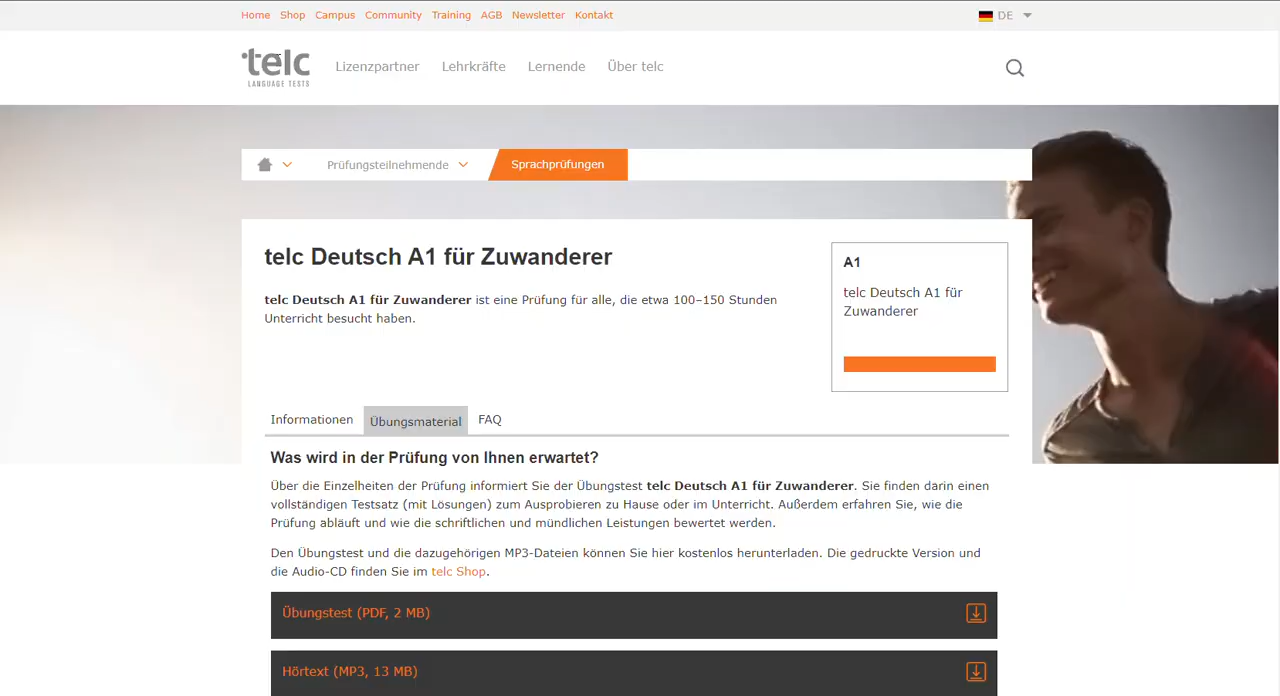 Home Shop Campus Community Training AGB Newsletter Kontakt DE
telc
LANGUAGE TESTS
Lizenzpartner Lehrkräfte Lernende Über telc
Prüfungsteilnehmende Sprachprüfungen
telc Deutsch A1 für Zuwanderer
telc Deutsch A1 für Zuwanderer ist eine Prüfung für alle, die etwa 100–150 Stunden
Unterricht besucht haben.
A1
telc Deutsch A1 für
Zuwanderer
Informationen Übungsmaterial FAQ
Was wird in der Prüfung von Ihnen erwartet?
Über die Einzelheiten der Prüfung informiert Sie der Übungstest telc Deutsch A1 für Zuwanderer. Sie finden darin einen
vollständigen Testsatz (mit Lösungen) zum Ausprobieren zu Hause oder im Unterricht. Außerdem erfahren Sie, wie die
Prüfung abläuft und wie die schriftlichen und mündlichen Leistungen bewertet werden.
Den Übungstest und die dazugehörigen MP3-Dateien können Sie hier kostenlos herunterladen. Die gedruckte Version und
die Audio-CD finden Sie im telc Shop.
Übungstest (PDF, 2 MB)
Hörtext (MP3, 13 MB)